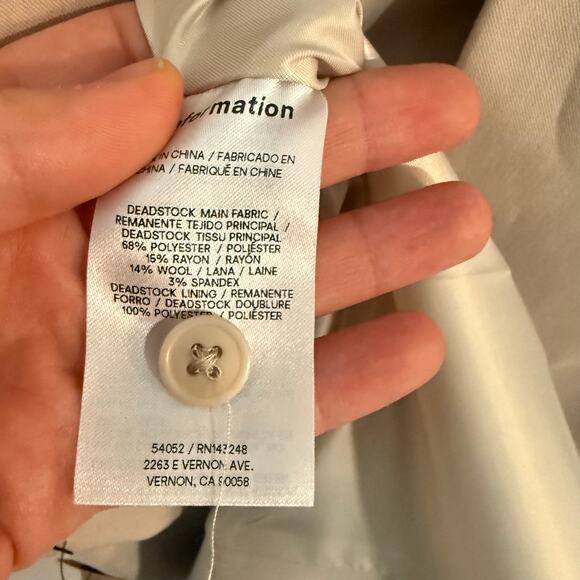 formation
IN CHINA / FABRICADO EN
CHINA / FABRIQUÉ EN CHINE
DEADSTOCK MAIN FABRIC /
REMANENTE TEJIDO PRINCIPAL /
DEADSTOCK TISSU PRINCIPAL
68% POLYESTER / POLIÉSTER
15% RAYON / RAYÓN
14% WOOL / LANA / LAINE
3% SPANDEX
DEADSTOCK LINING / REMANENTE
FORRO / DEADSTOCK DOUBLURE
100% POLYESTER / POLIÉSTER
54052 / RN143248
2263 E VERNON AVE.
VERNON, CA 90058